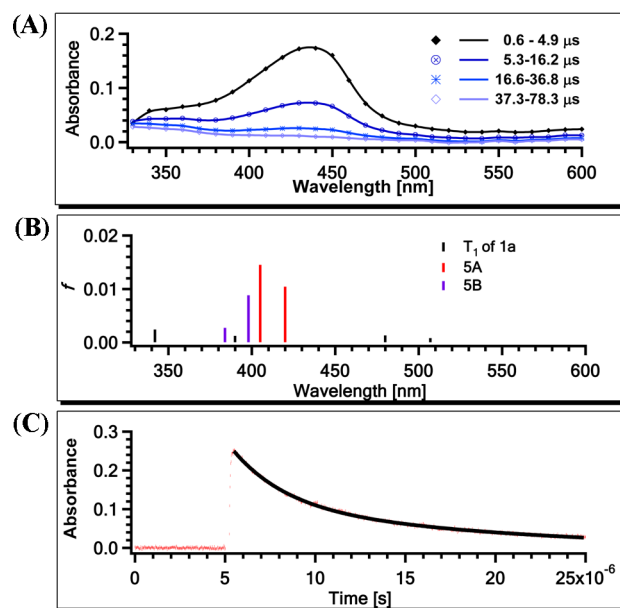 (A)
0.2
0.1
0.0
Absorbance
0.6 - 4.9 μs
5.3-16.2 μs
16.6-36.8 μs
37.3-78.3 μs
350 400 450 500 550 600
Wavelength [nm]
(B)
0.02
0.01
0.00
f
T1 of 1a
5A
5B
350 400 450 500 550 600
Wavelength [nm]
(C)
0.3
0.2
0.1
0.0
Absorbance
0 5 10 15 20 25x10-6
Time [s]